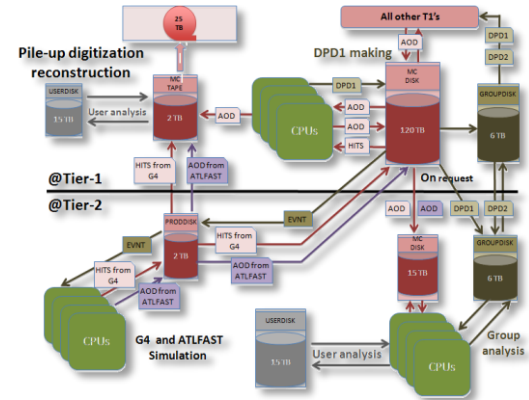 25
TB
All other T1's
Pile-up digitization
reconstruction
DPD1 making
AOD
DPD1
DPD2
MC
TAPE
MC
DISK
USERDISK
GROUPDISK
DPD1
15 TB
User analysis
2 TB
AOD
CPUs
AOD
AOD
HITS
120 TB
6 TB
HITS from
G4
AOD from
ATLFAST
On request
@Tier-1
@Tier-2
PRODDISK
EVNT
AOD
AOD
DPD1
DPD2
EVNT
2 TB
HITS from
G4
MC
DISK
GROUPDISK
HITS from
G4
AOD from
ATLFAST
AOD from
ATLFAST
15 TB
6 TB
CPUs
G4 and ATLFAST
Simulation
USERDISK
15 TB
User analysis
CPUs
Group
analysis